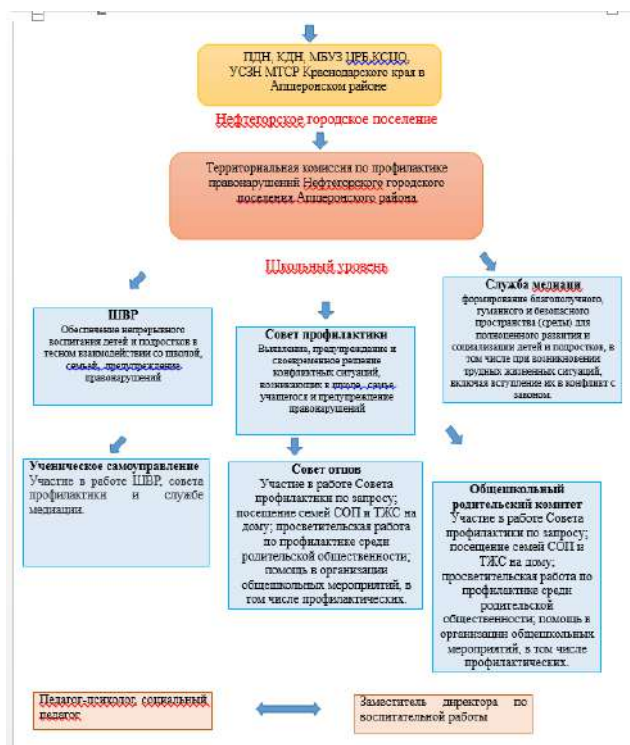 ПДН, КДН, МБУЗ ЦРБ КСЦО,
УСЗН МТСР Краснодарского края в
Апшеронском районе
Нефтегорское городское поселение
Территориальная комиссия по профилактике
правонарушений Нефтегорского городского
поселения Апшеронского района
Школьный уровень
ШВР
Обеспечение непрерывного
воспитания детей и подростков в
тесном взаимодействии со школой,
семьей, предупреждение
правонарушений
Совет профилактики
Выявление, предупреждение и
своевременное решение
конфликтных ситуаций,
возникающих в школе, семье
учащегося и предупреждение
правонарушений
Служба медиаци
формирование благополучного,
гуманного и безопасного
пространства (среды) для
полноценного развития и
социализации детей и подростков, в
том числе при возникновении
трудных жизненных ситуаций,
включая вступление их в конфликт с
законом.
Ученическое самоуправление
Участие в работе ШВР, совета
профилактики и службе
медиации.
Совет отцов
Участие в работе Совета
профилактики по запросу;
посещение семей СОП и ТЖС на
дому; просветительская работа
по профилактике среди
родительской общественности;
помощь в организации
общешкольных мероприятий, в
том числе профилактических.
Общешкольный
родительский комитет
Участие в работе Совета
профилактики по запросу;
посещение семей СОП и
ТЖС на дому;
просветительская работа по
профилактике среди
родительской
общественности; помощь в
организации общешкольных
мероприятий, в том числе
профилактических.
Педагог-психолог, социальный
педагог
Заместитель директора по
воспитательной работы